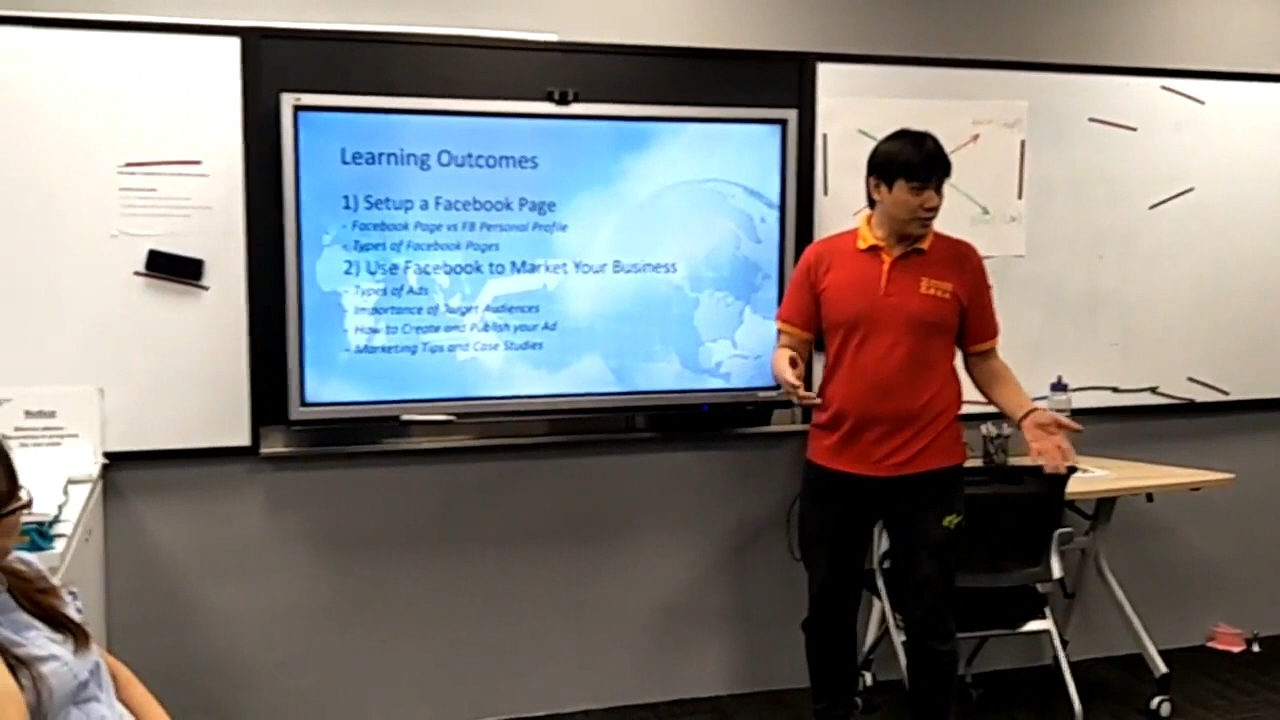 Learning Outcomes
1) Setup a Facebook Page
- Facebook Page vs FB Personal Profile
- Types of Facebook Pages
2) Use Facebook to Market Your Business
- Types of Ads
- Importance of Target Audiences
- How to Create and Publish your Ad
- Marketing Tips and Case Studies
Notice